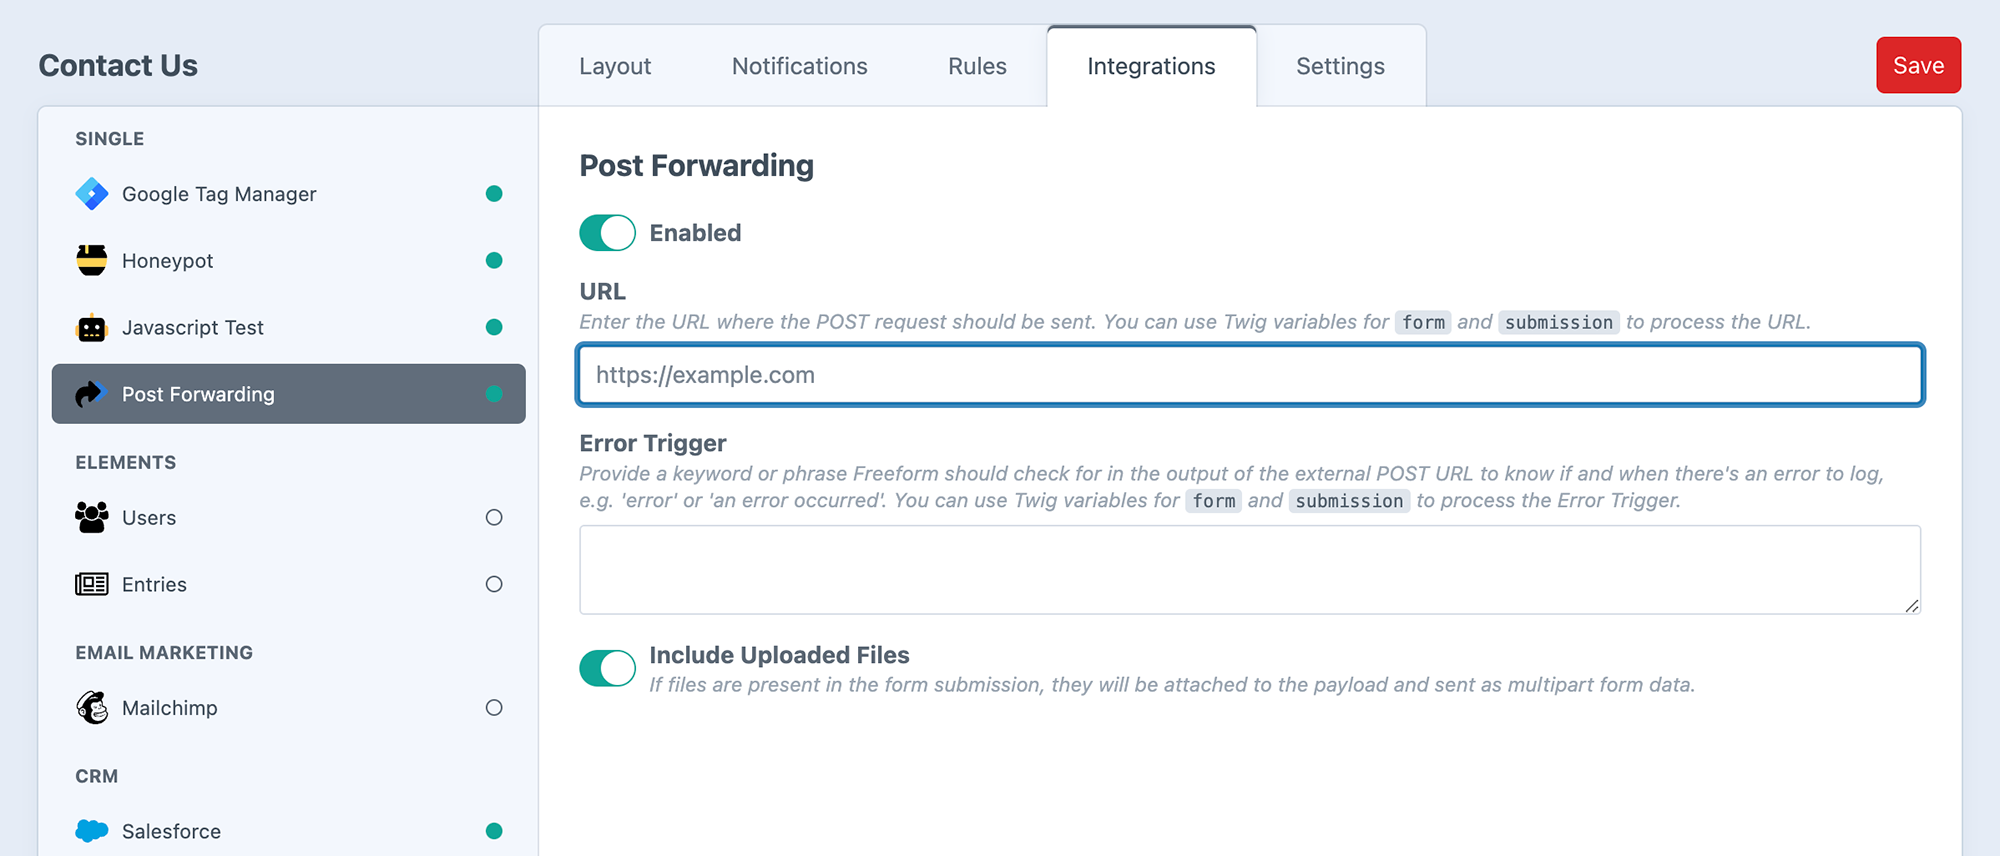 Contact Us
Layout
Notifications
Rules
Integrations
Settings
Save
SINGLE
Google Tag Manager
Honeypot
Javascript Test
Post Forwarding
ELEMENTS
Users
Entries
EMAIL MARKETING
Mailchimp
CRM
Salesforce
Post Forwarding
Enabled
URL
Enter the URL where the POST request should be sent. You can use Twig variables for form and submission to process the URL.
https://example.com
Error Trigger
Provide a keyword or phrase Freeform should check for in the output of the external POST URL to know if and when there's an error to log,
e.g. 'error' or 'an error occurred'. You can use Twig variables for form and submission to process the Error Trigger.
Include Uploaded Files
If files are present in the form submission, they will be attached to the payload and sent as multipart form data.